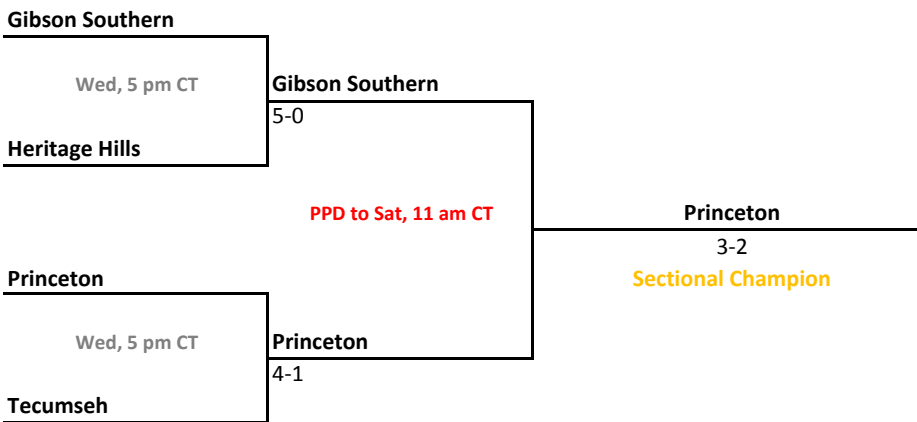 Gibson Southern
Wed, 5 pm CT
Gibson Southern
5-0
Heritage Hills
PPD to Sat, 11 am CT
Princeton
3-2
Sectional Champion
Princeton
Wed, 5 pm CT
Princeton
4-1
Tecumseh